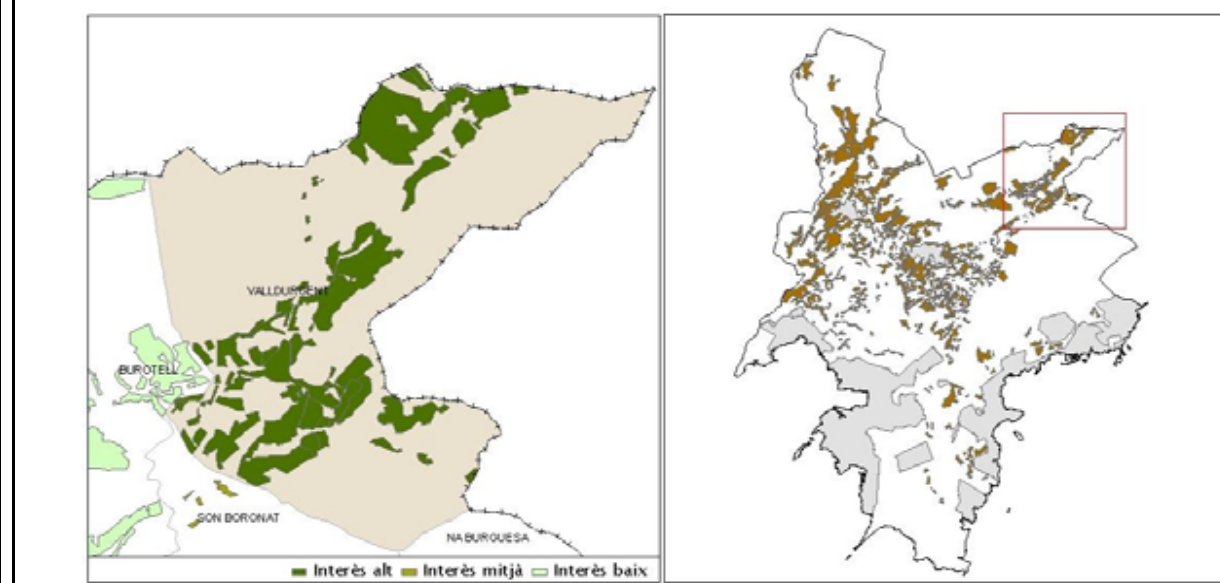 VALLDURGENT
BUROTELL
SON BORONAT
NA BURGUESA
Interès alt Interès mitjà Interès baix